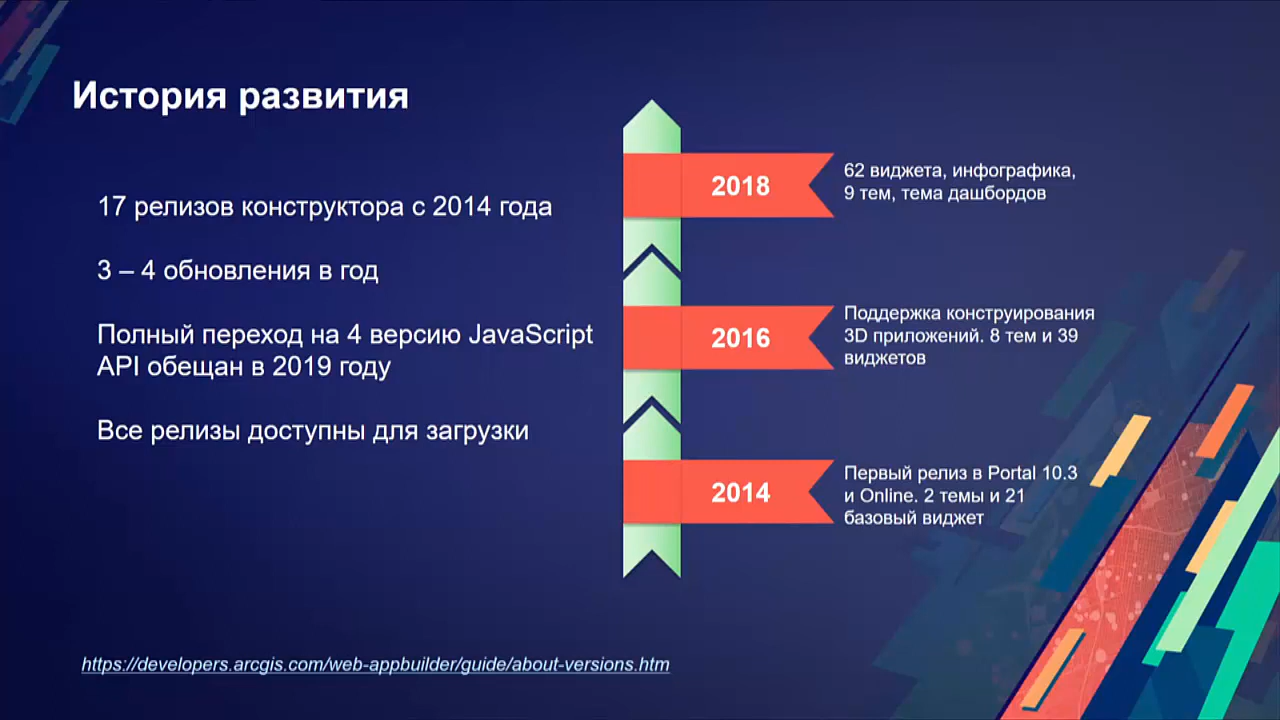 История развития
17 релизов конструктора с 2014 года
3 – 4 обновления в год
Полный переход на 4 версию JavaScript
API обещан в 2019 году
Все релизы доступны для загрузки
2018
62 виджета, инфографика,
9 тем, тема дашбордов
2016
Поддержка конструирования
3D приложений. 8 тем и 39
виджетов
2014
Первый релиз в Portal 10.3
и Online. 2 темы и 21
базовый виджет
https://developers.arcgis.com/web-appbuilder/guide/about-versions.htm